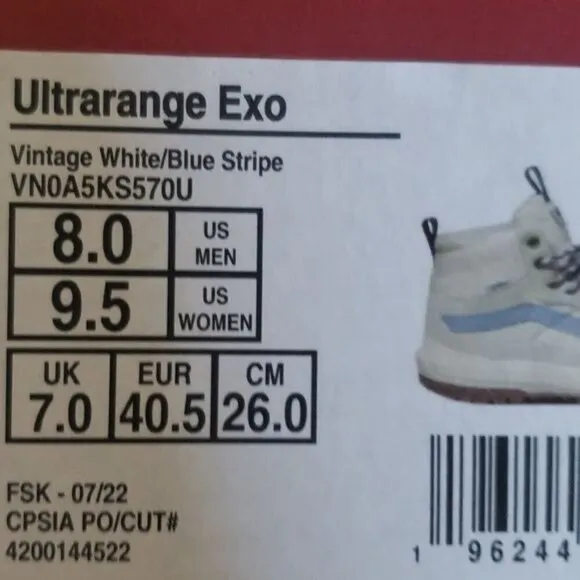 Ultrarange Exo
Vintage White/Blue Stripe
VN0A5KS570U
8.0 US MEN
9.5 US WOMEN
UK EUR CM
7.0 40.5 26.0
FSK - 07/22
CPSIA PO/CUT#
4200144522
1 96244